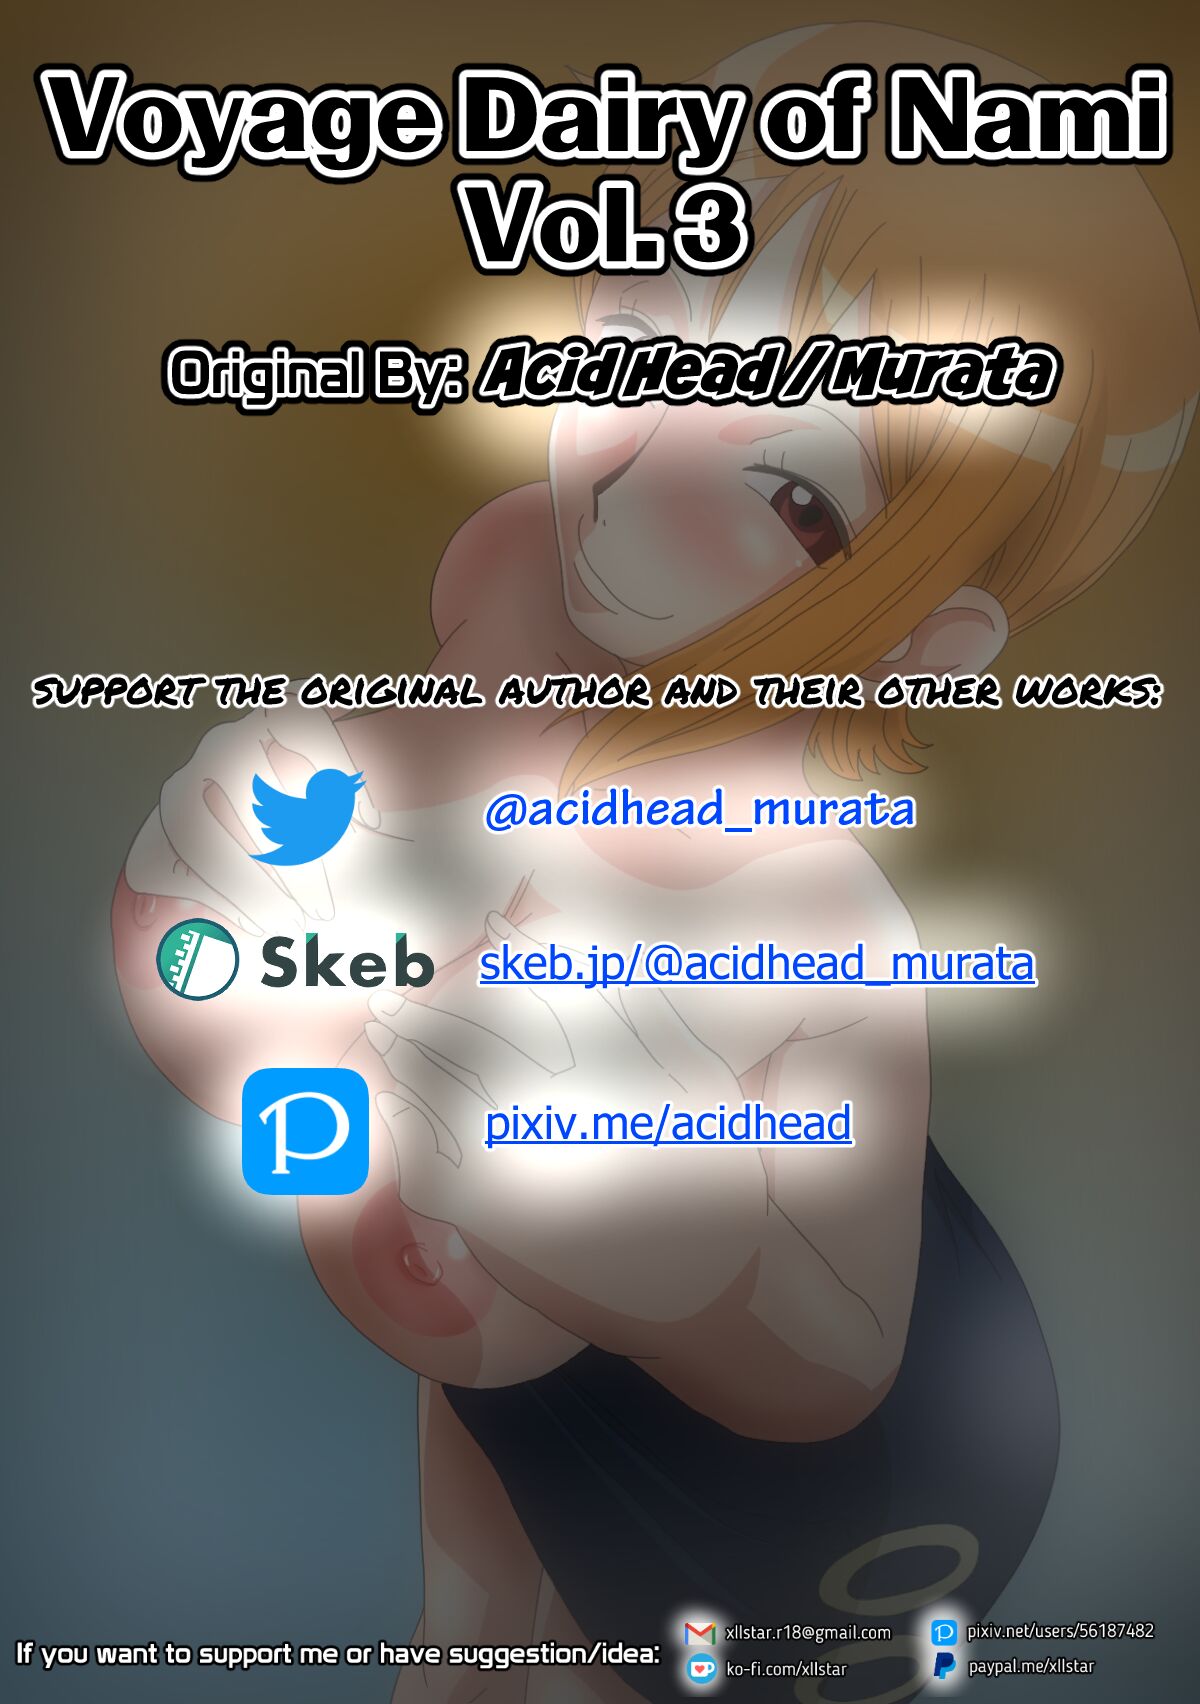 Voyage Dairy of Nami
Vol. 3
Original By: Acid Head / Murata
SUPPORT THE ORIGINAL AUTHOR AND THEIR OTHER WORKS:
@acidhead_murata
Skeb skeb.jp/@acidhead_murata
P pixiv.me/acidhead
If you want to support me or have suggestion/idea:
xllstar.r18@gmail.com
pixiv.net/users/56187482
ko-fi.com/xllstar
paypal.me/xllstar